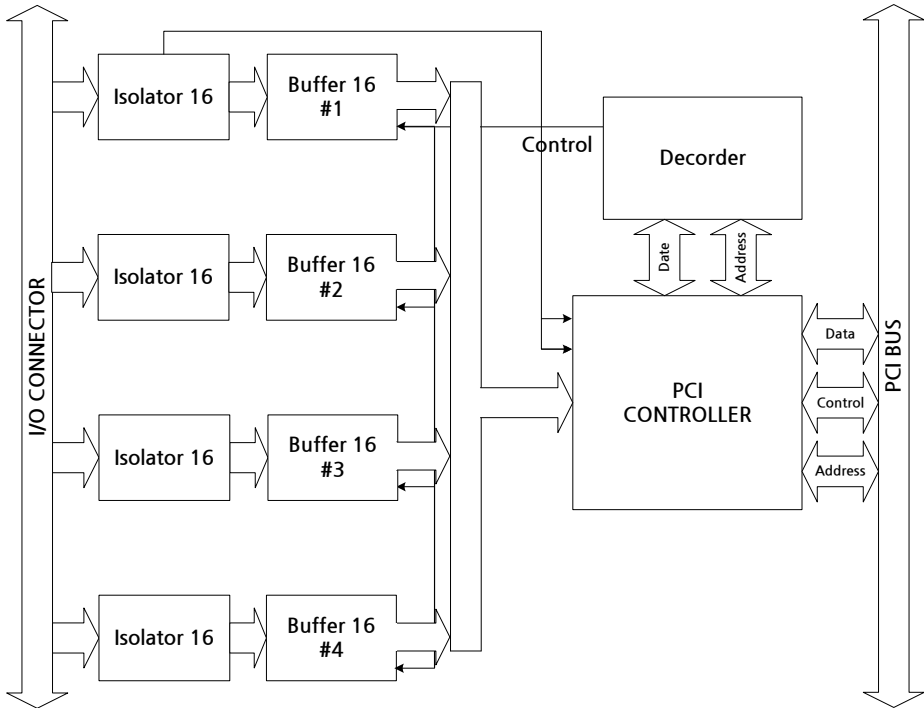 I/O CONNECTOR
Isolator 16
Buffer 16
#1
Control
Decorder
Date
Address
Isolator 16
Buffer 16
#2
PCI
CONTROLLER
Data
Control
Address
PCI BUS
Isolator 16
Buffer 16
#3
Isolator 16
Buffer 16
#4